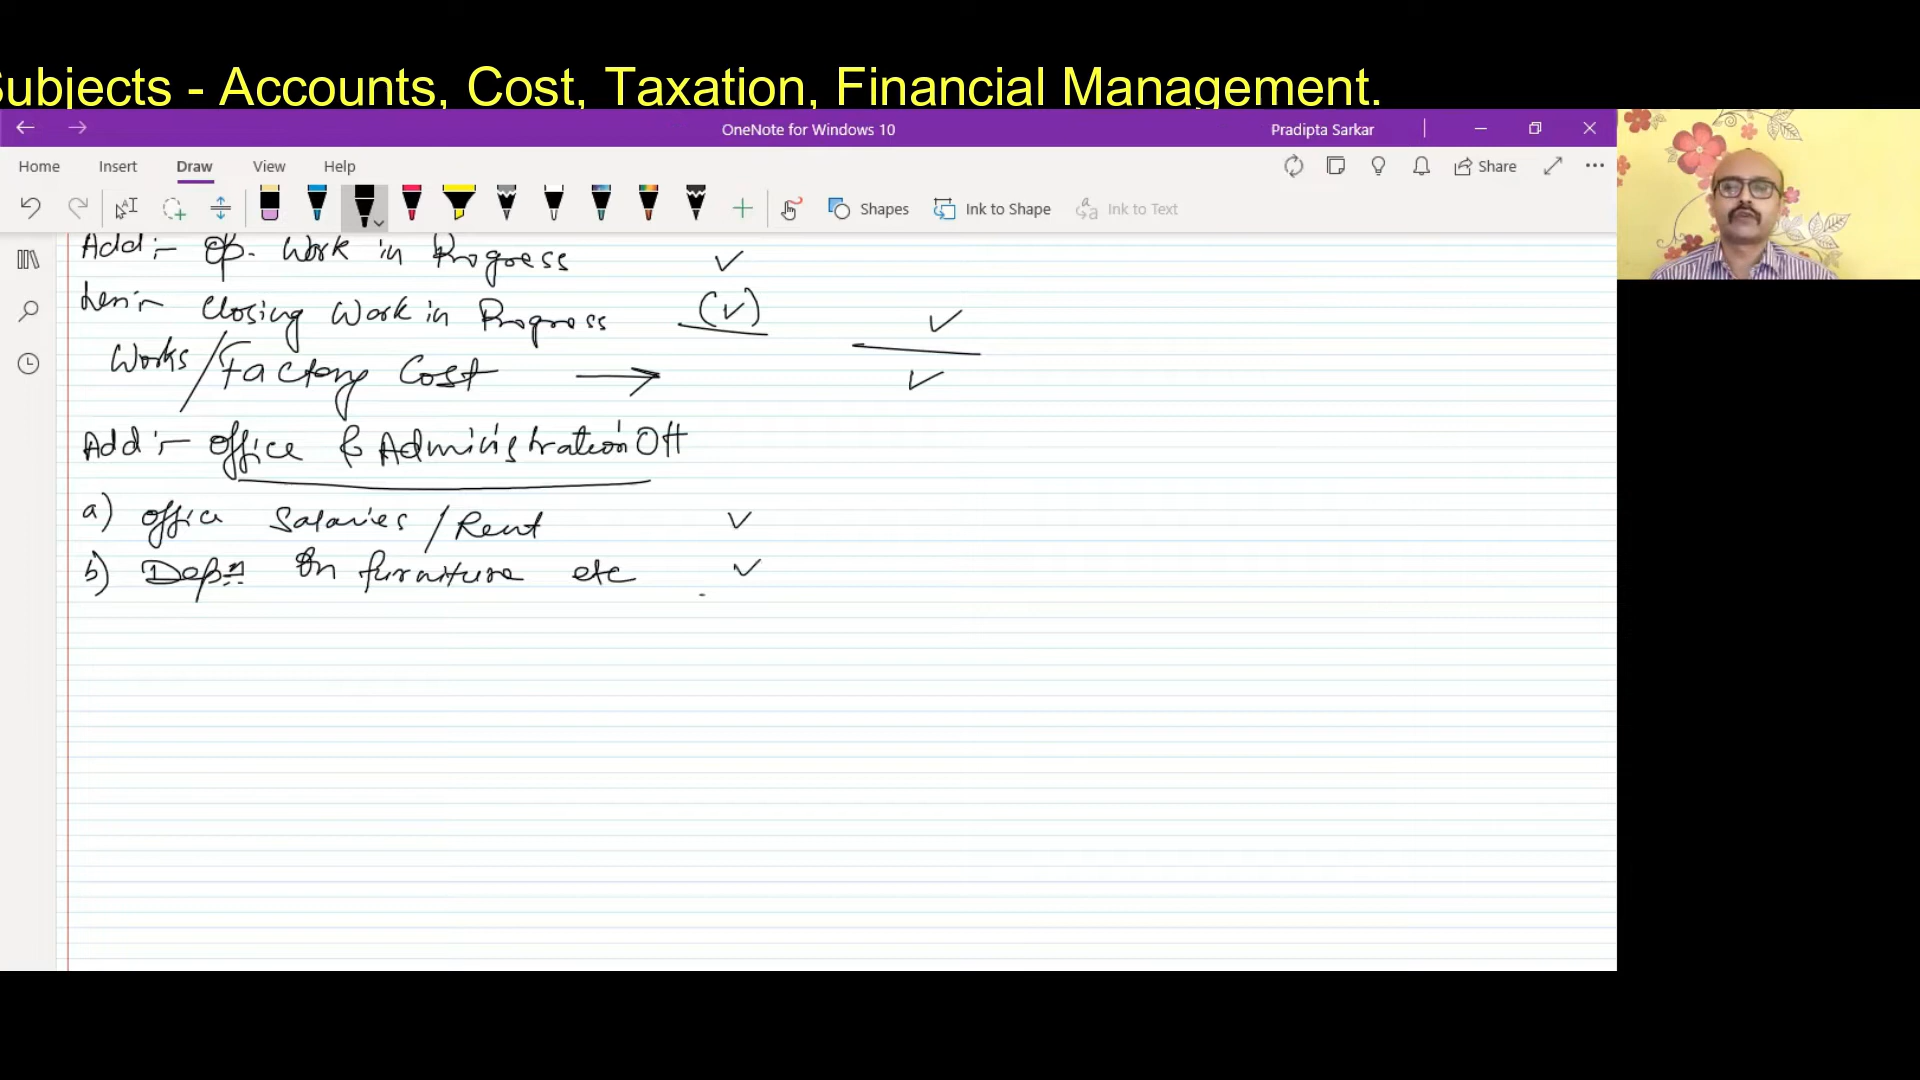 Subjects - Accounts, Cost, Taxation, Financial Management.
OneNote for Windows 10
Pradipta Sarkar
Home Insert Draw View Help
Share
Shapes
Ink to Shape
Ink to Text
Add :- Op. Work in Progress ✓
Less :- Closing Work in Progress (✓) ✓
Works / Factory Cost → ✓
Add :- Office & Administration OH
a) Office Salaries / Rent ✓
b) Depn on furniture etc ✓